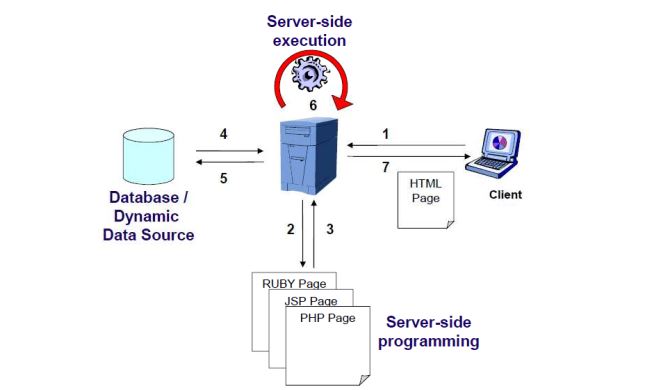 Server-side
execution
6
4
5
1
7
HTML
Page
Client
Database /
Dynamic
Data Source
2
3
RUBY Page
JSP Page
PHP Page
Server-side
programming